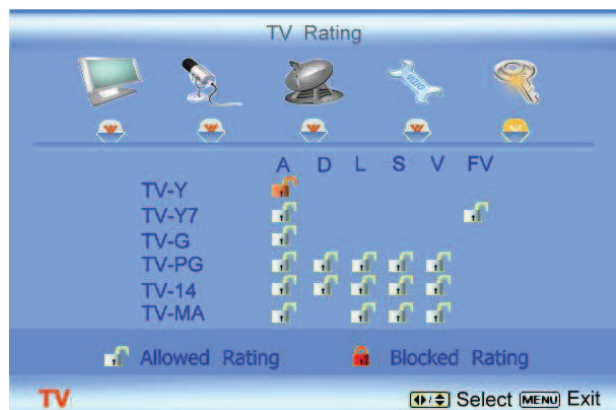 TV Rating
VIZIO
A D L S V FV
TV-Y
TV-Y7
TV-G
TV-PG
TV-14
TV-MA
Allowed Rating Blocked Rating
TV Select MENU Exit